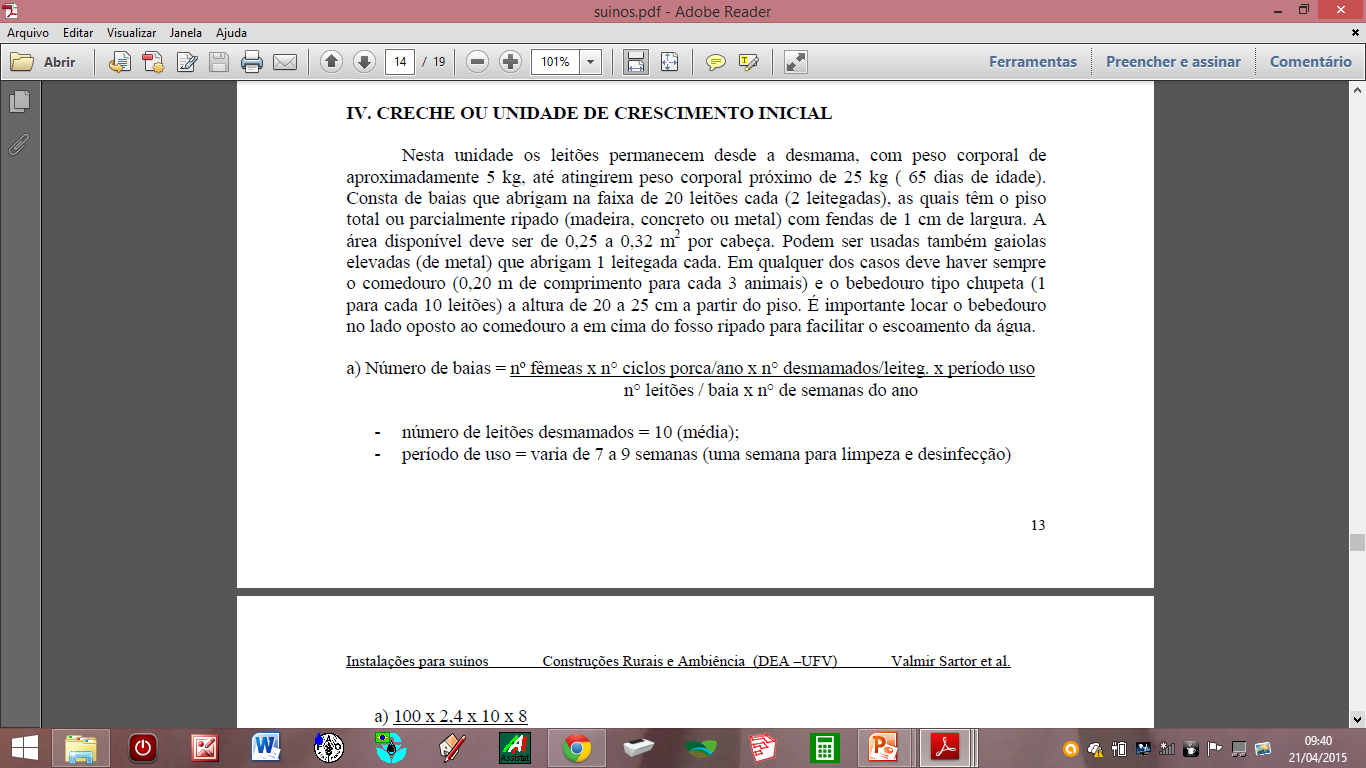 suinos.pdf - Adobe Reader
Arquivo Editar Visualizar Janela Ajuda
Abrir 14 / 19 101% Ferramentas Preencher e assinar Comentário
IV. CRECHE OU UNIDADE DE CRESCIMENTO INICIAL
Nesta unidade os leitões permanecem desde a desmama, com peso corporal de
aproximadamente 5 kg, até atingirem peso corporal próximo de 25 kg ( 65 dias de idade).
Consta de baias que abrigam na faixa de 20 leitões cada (2 leitegadas), as quais têm o piso
total ou parcialmente ripado (madeira, concreto ou metal) com fendas de 1 cm de largura. A
área disponível deve ser de 0,25 a 0,32 m² por cabeça. Podem ser usadas também gaiolas
elevadas (de metal) que abrigam 1 leitegada cada. Em qualquer dos casos deve haver sempre
o comedouro (0,20 m de comprimento para cada 3 animais) e o bebedouro tipo chupeta (1
para cada 10 leitões) a altura de 20 a 25 cm a partir do piso. É importante locar o bebedouro
no lado oposto ao comedouro a em cima do fosso ripado para facilitar o escoamento da água.
a) Número de baias = nº fêmeas x n° ciclos porca/ano x n° desmamados/leiteg. x período uso
n° leitões / baia x n° de semanas do ano
- número de leitões desmamados = 10 (média);
- período de uso = varia de 7 a 9 semanas (uma semana para limpeza e desinfecção)
13
Instalações para suínos Construções Rurais e Ambiência (DEA –UFV) Valmir Sartor et al.
a) 100 x 2,4 x 10 x 8
Assistat
09:40
21/04/2015